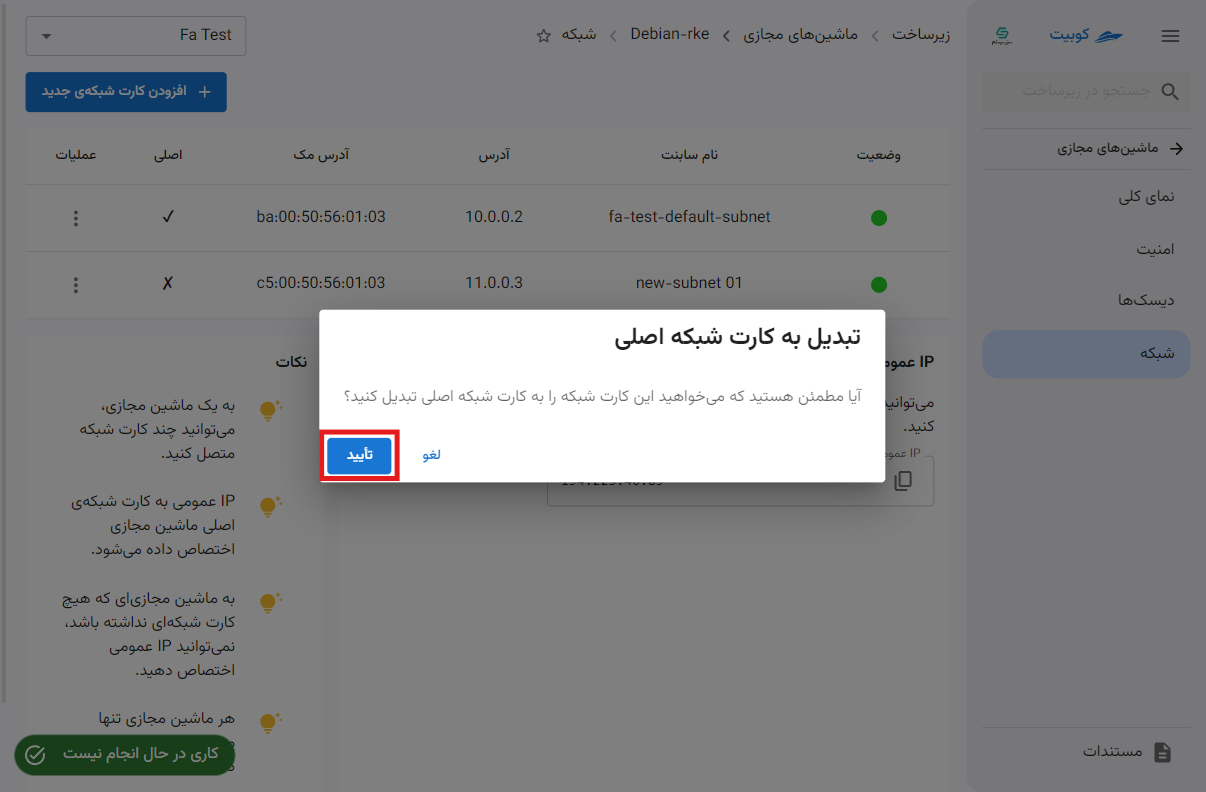 کوبیت
زیرساخت
ماشین‌های مجازی
Debian-rke
شبکه
Fa Test
جستجو در زیرساخت
ماشین‌های مجازی
نمای کلی
امنیت
دیسک‌ها
شبکه
مستندات
افزودن کارت شبکه‌ی جدید
وضعیت نام سابنت آدرس آدرس مک اصلی عملیات
fa-test-default-subnet 10.0.0.2 ba:00:50:56:01:03 ✓
new-subnet 01 11.0.0.3 c5:00:50:56:01:03 ✗
تبدیل به کارت شبکه اصلی
آیا مطمئن هستید که می‌خواهید این کارت شبکه را به کارت شبکه اصلی تبدیل کنید؟
لغو
تأیید
IP
می‌توانید
کنید.
IP
نکات
به یک ماشین مجازی،
می‌توانید چند کارت شبکه
متصل کنید.
IP عمومی به کارت شبکه‌ی
اصلی ماشین مجازی
اختصاص داده می‌شود.
به ماشین مجازی‌ای که هیچ
کارت شبکه‌ای نداشته باشد،
نمی‌توانید IP عمومی
اختصاص دهید.
هر ماشین مجازی تنها
کاری در حال انجام نیست